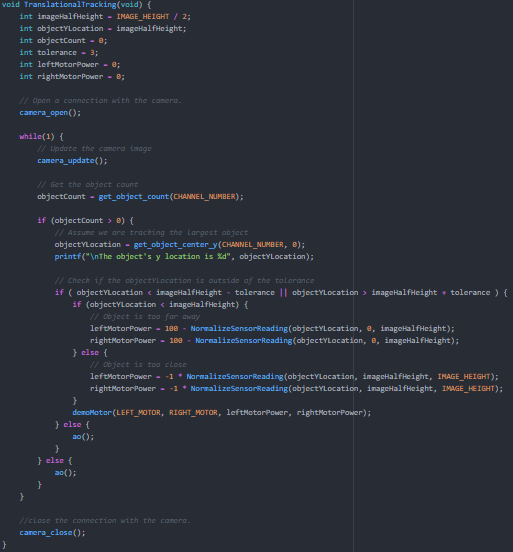 void TranslationalTracking(void) {
int imageHalfHeight = IMAGE_HEIGHT / 2;
int objectYLocation = imageHalfHeight;
int objectCount = 0;
int tolerance = 3;
int leftMotorPower = 0;
int rightMotorPower = 0;
// Open a connection with the camera.
camera_open();
while(1) {
// Update the camera image
camera_update();
// Get the object count
objectCount = get_object_count(CHANNEL_NUMBER);
if (objectCount > 0) {
// Assume we are tracking the largest object
objectYLocation = get_object_center_y(CHANNEL_NUMBER, 0);
printf("\nThe object's y location is %d", objectYLocation);
// Check if the objectYLocation is outside of the tolerance
if ( objectYLocation < imageHalfHeight - tolerance || objectYLocation > imageHalfHeight + tolerance ) {
if (objectYLocation < imageHalfHeight) {
// Object is too far away
leftMotorPower = 100 - NormalizeSensorReading(objectYLocation, 0, imageHalfHeight);
rightMotorPower = 100 - NormalizeSensorReading(objectYLocation, 0, imageHalfHeight);
} else {
// Object is too close
leftMotorPower = -1 * NormalizeSensorReading(objectYLocation, imageHalfHeight, IMAGE_HEIGHT);
rightMotorPower = -1 * NormalizeSensorReading(objectYLocation, imageHalfHeight, IMAGE_HEIGHT);
}
demoMotor(LEFT_MOTOR, RIGHT_MOTOR, leftMotorPower, rightMotorPower);
} else {
ao();
}
} else {
ao();
}
}
//close the connection with the camera.
camera_close();
}